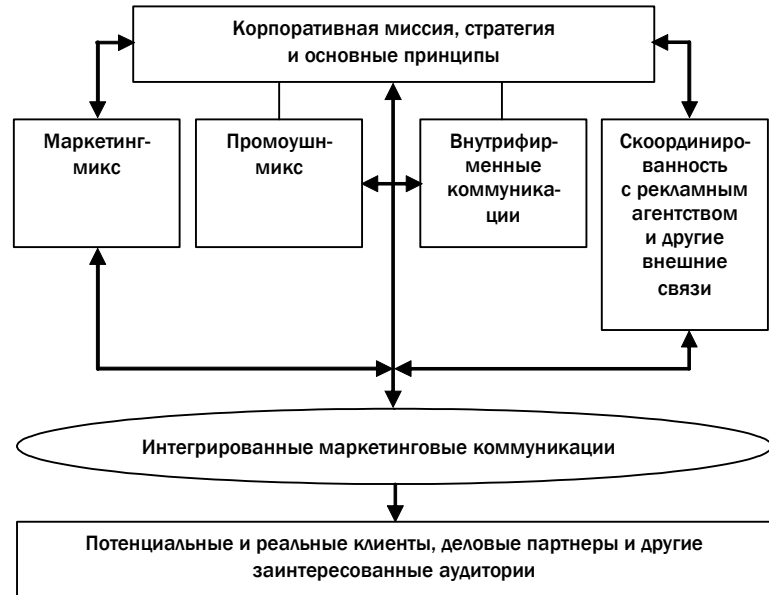 Корпоративная миссия, стратегия
и основные принципы
Маркетинг-
микс
Промоушн-
микс
Внутрифир-
менные
коммуника-
ции
Скоординиро-
ванность
с рекламным
агентством
и другие
внешние
связи
Интегрированные маркетинговые коммуникации
Потенциальные и реальные клиенты, деловые партнеры и другие
заинтересованные аудитории